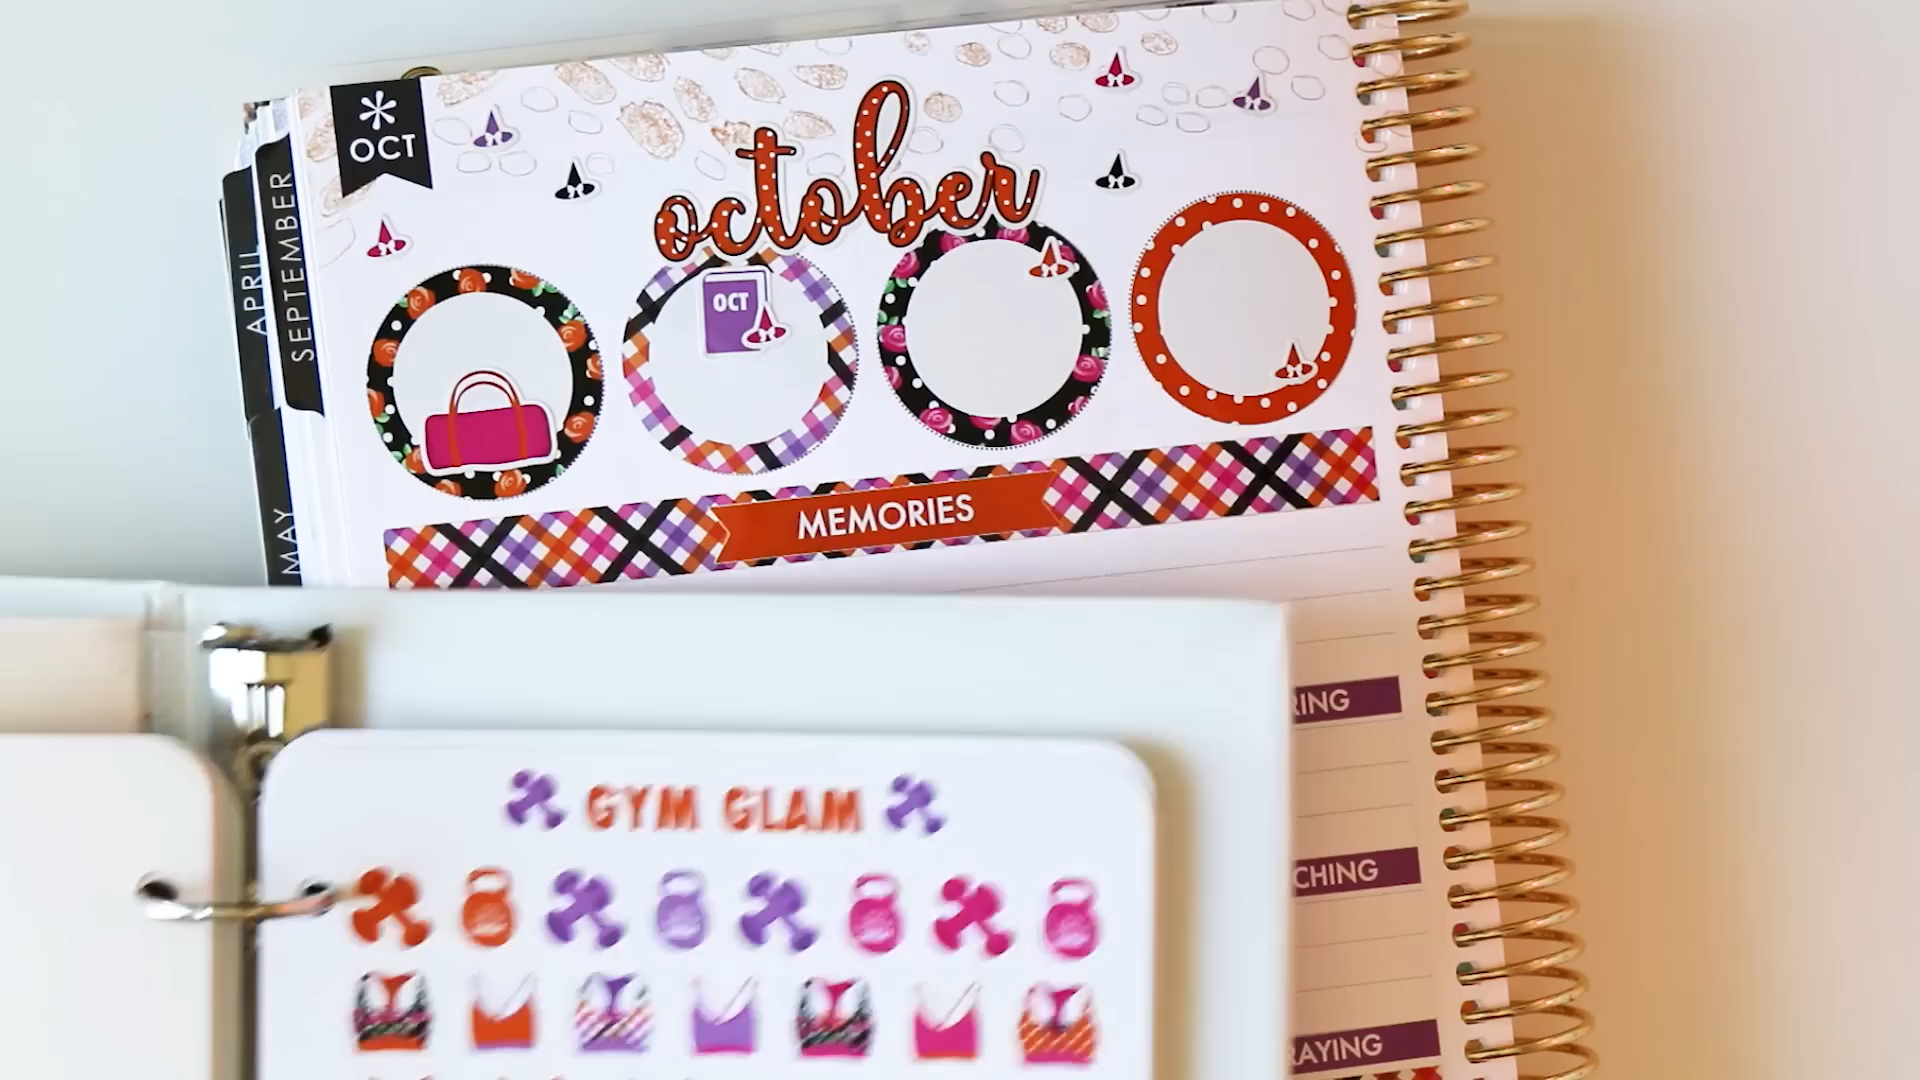 OCT
october
APRIL
SEPTEMBER
OCT
MEMORIES
MAY
RING
CHING
RAYING
GYM GLAM